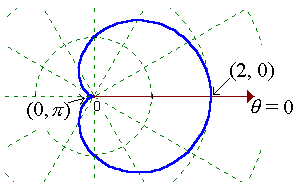 (2, 0)
(0, π)
0
θ = 0